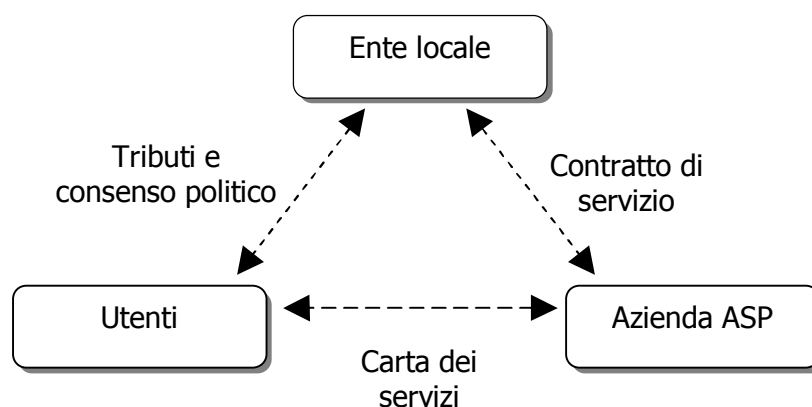 Ente locale
Tributi e
consenso politico
Contratto di
servizio
Utenti
Azienda ASP
Carta dei
servizi